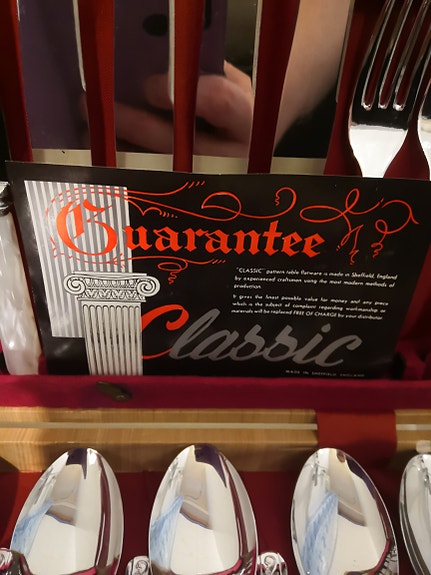 Guarantee
"CLASSIC" pattern table flatware is made in Sheffield, England
by experienced craftsmen using the most modern methods of
production.
It gives the finest possible value for money and any piece
which is the subject of complaint regarding workmanship or
materials will be replaced FREE OF CHARGE by your distributor.
Classic
MADE IN SHEFFIELD, ENGLAND